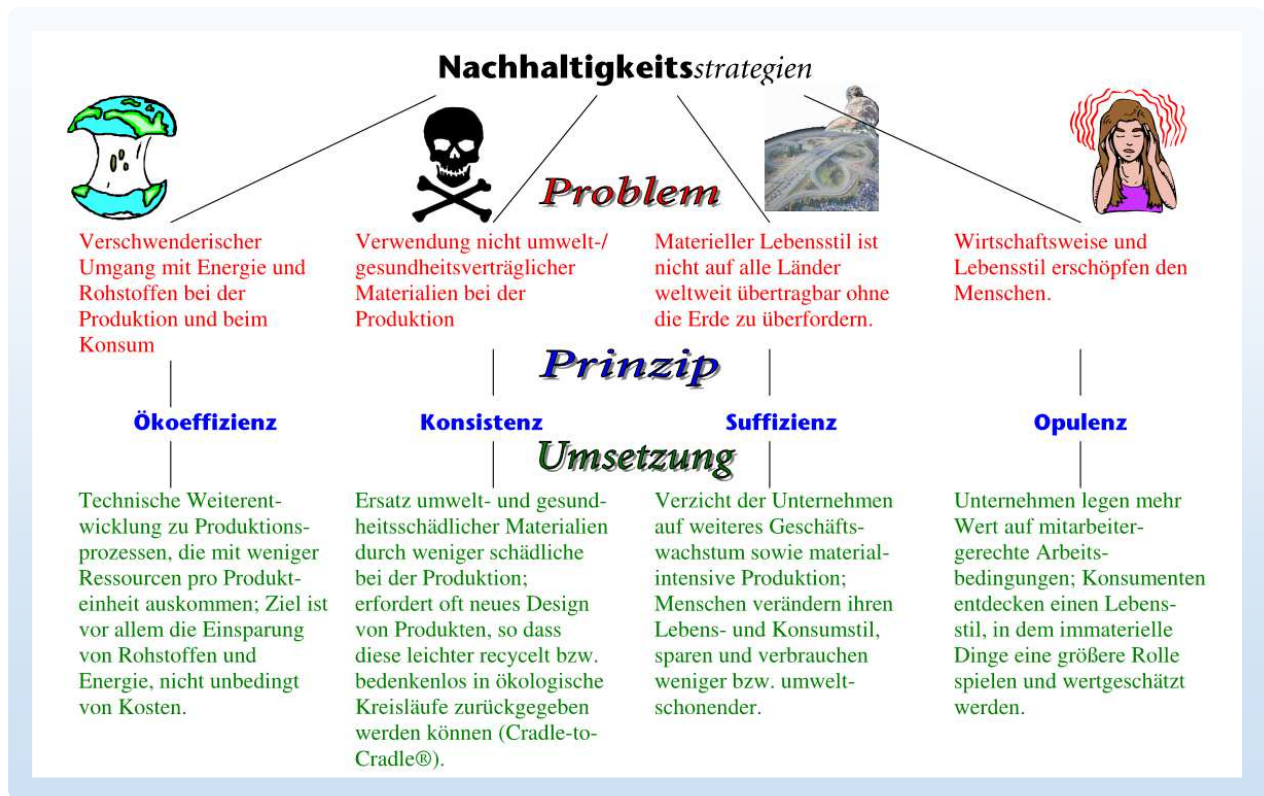 Nachhaltigkeitsstrategien
Problem
Verschwenderischer
Umgang mit Energie und
Rohstoffen bei der
Produktion und beim
Konsum
Verwendung nicht umwelt-/
gesundheitsverträglicher
Materialien bei der
Produktion
Materieller Lebensstil ist
nicht auf alle Länder
weltweit übertragbar ohne
die Erde zu überfordern.
Wirtschaftsweise und
Lebensstil erschöpfen den
Menschen.
Prinzip
Ökoeffizienz
Konsistenz
Suffizienz
Opulenz
Umsetzung
Technische Weiterent-
wicklung zu Produktions-
prozessen, die mit weniger
Ressourcen pro Produkt-
einheit auskommen; Ziel ist
vor allem die Einsparung
von Rohstoffen und
Energie, nicht unbedingt
von Kosten.
Ersatz umwelt- und gesund-
heitsschädlicher Materialien
durch weniger schädliche
bei der Produktion;
erfordert oft neues Design
von Produkten, so dass
diese leichter recycelt bzw.
bedenkenlos in ökologische
Kreisläufe zurückgegeben
werden können (Cradle-to-
Cradle®).
Verzicht der Unternehmen
auf weiteres Geschäfts-
wachstum sowie material-
intensive Produktion;
Menschen verändern ihren
Lebens- und Konsumstil,
sparen und verbrauchen
weniger bzw. umwelt-
schonender.
Unternehmen legen mehr
Wert auf mitarbeiter-
gerechte Arbeits-
bedingungen; Konsumenten
entdecken einen Lebens-
stil, in dem immaterielle
Dinge eine größere Rolle
spielen und wertgeschätzt
werden.